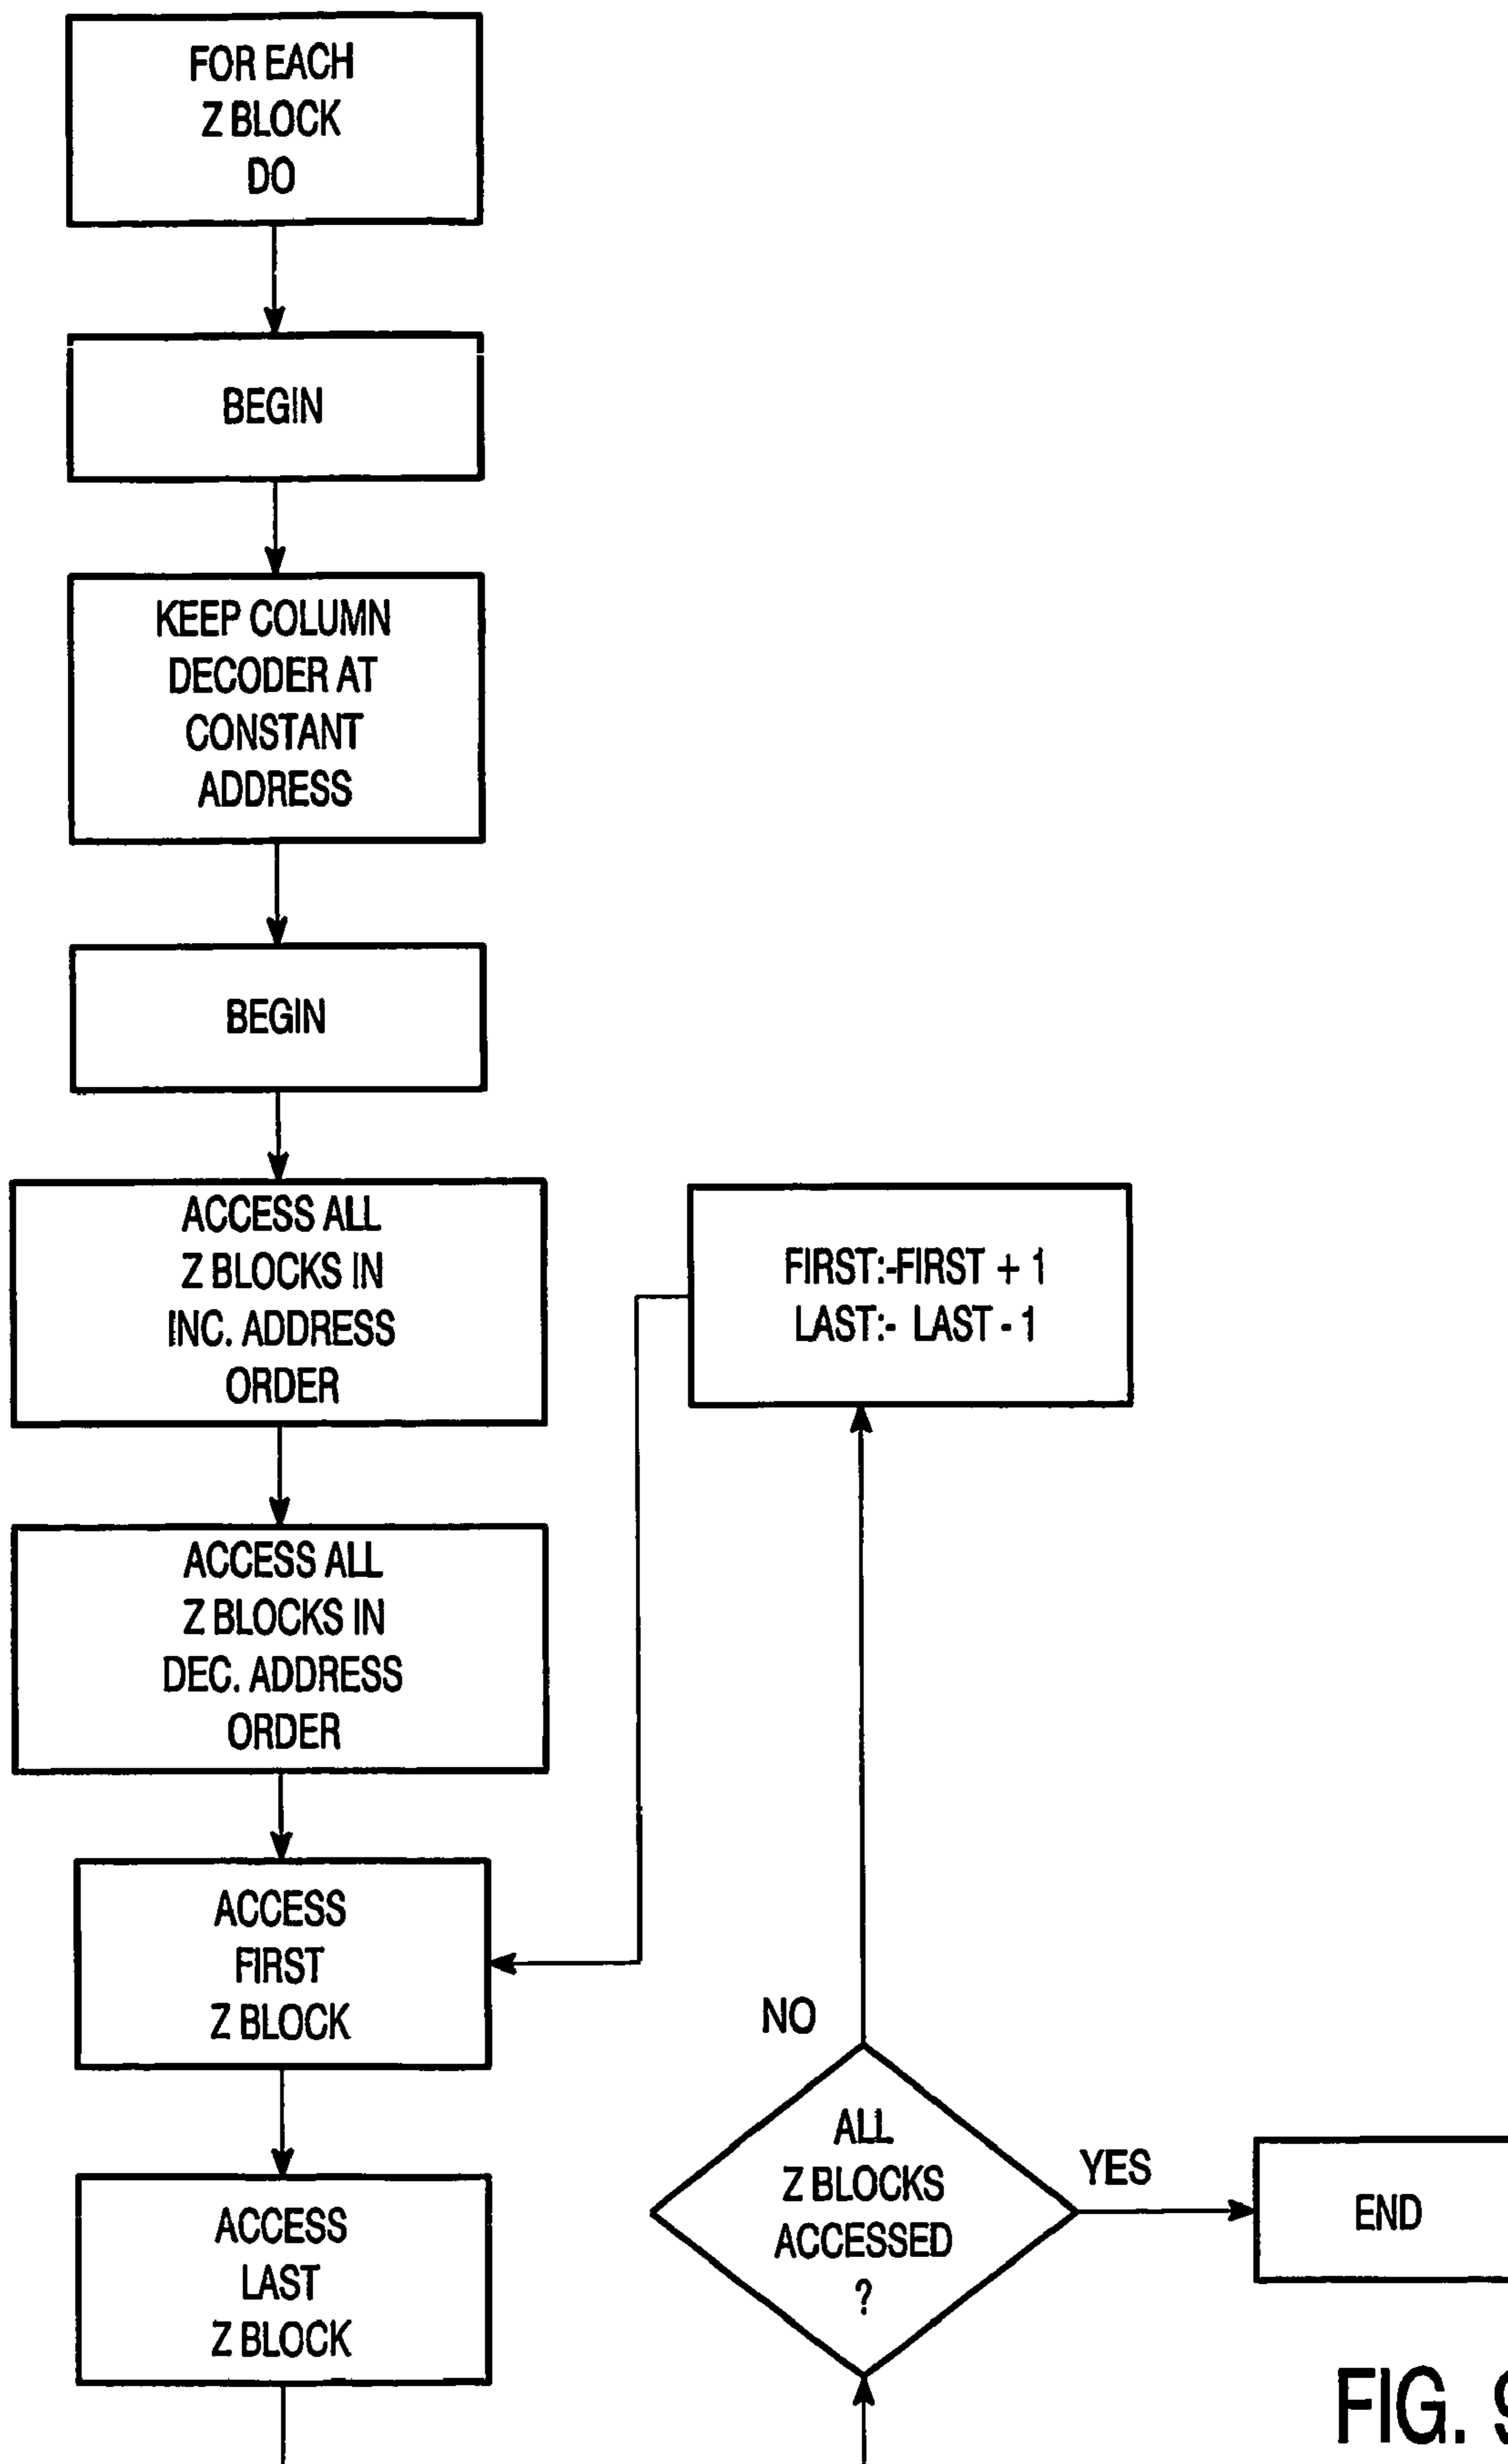 FOR EACH
Z BLOCK
DO
BEGIN
KEEP COLUMN
DECODER AT
CONSTANT
ADDRESS
BEGIN
ACCESS ALL
Z BLOCKS IN
INC. ADDRESS
ORDER
FIRST:-FIRST + 1
LAST:- LAST - 1
ACCESS ALL
Z BLOCKS IN
DEC. ADDRESS
ORDER
ACCESS
FIRST
Z BLOCK
NO
ALL
Z BLOCKS
ACCESSED
?
YES
END
ACCESS
LAST
Z BLOCK
FIG. 9